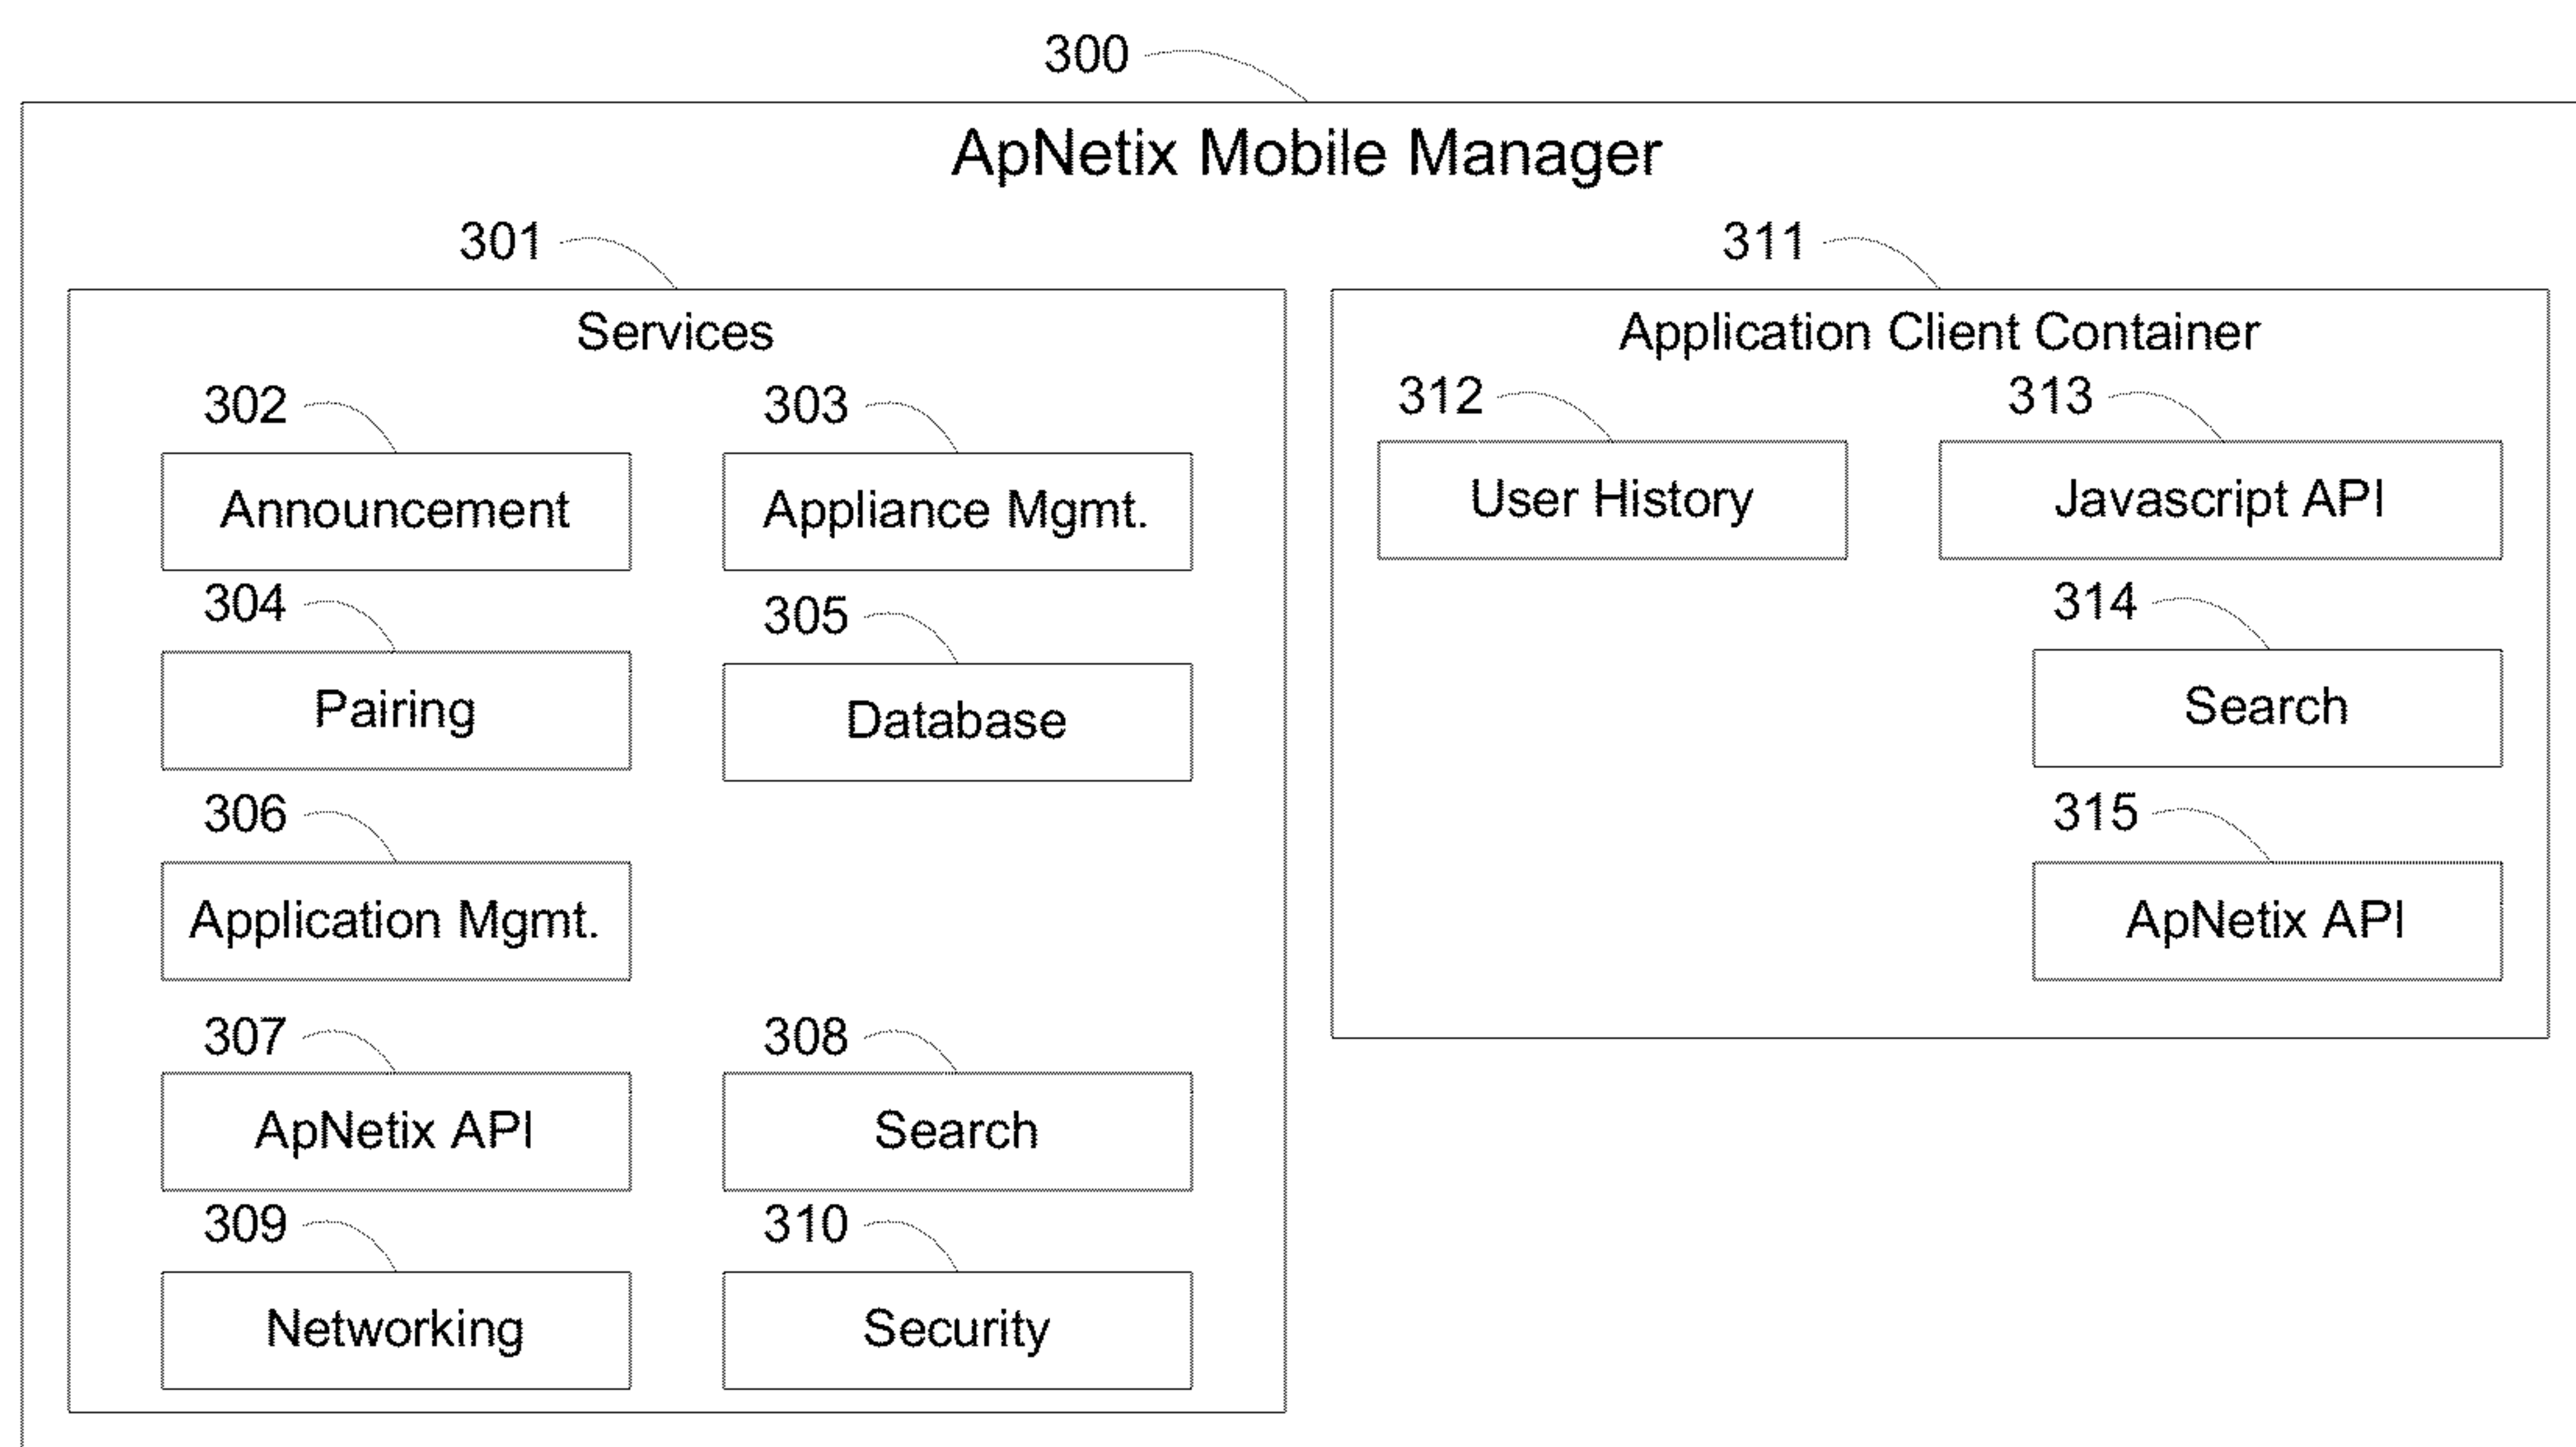 300
ApNetix Mobile Manager
301
Services
302
303
Announcement
Appliance Mgmt.
304
305
Pairing
Database
306
Application Mgmt.
307
308
ApNetix API
Search
309
310
Networking
Security
311
Application Client Container
312
313
User History
Javascript API
314
Search
315
ApNetix API